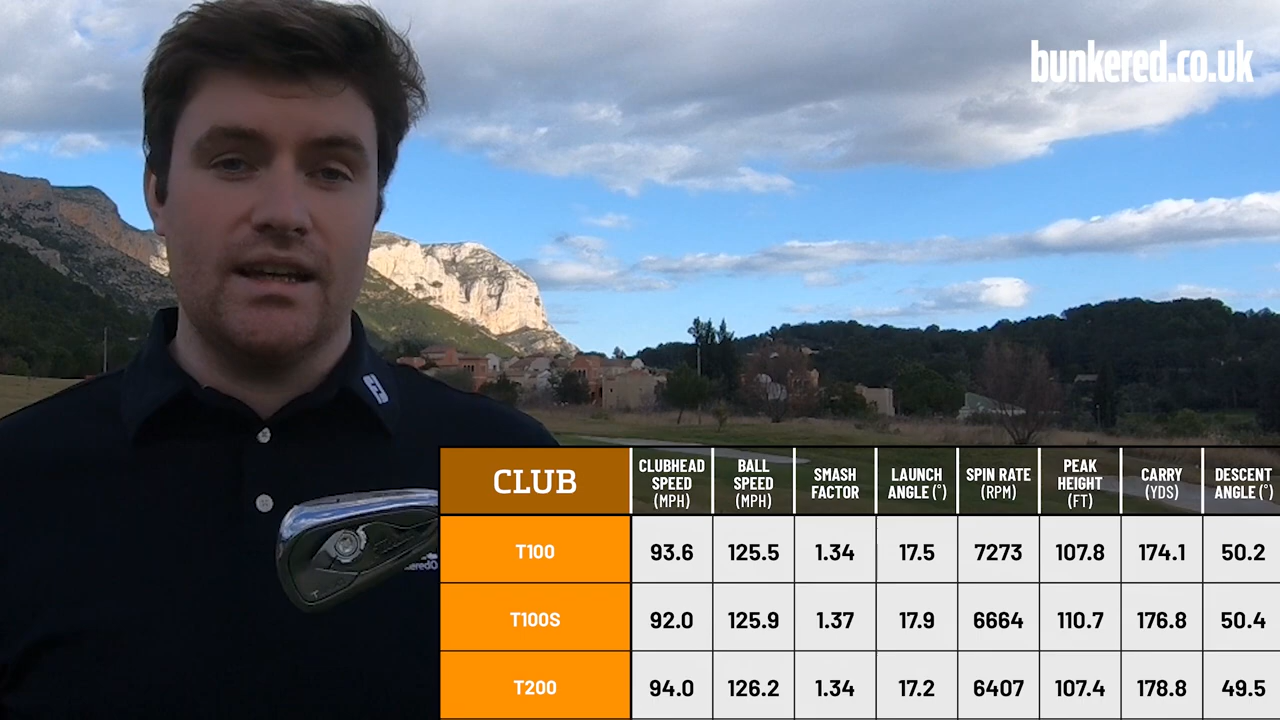 bunkered.co.uk
CLUB
CLUBHEAD SPEED (MPH)
BALL SPEED (MPH)
SMASH FACTOR
LAUNCH ANGLE (°)
SPIN RATE (RPM)
PEAK HEIGHT (FT)
CARRY (YDS)
DESCENT ANGLE (°)
T100 93.6 125.5 1.34 17.5 7273 107.8 174.1 50.2
T100S 92.0 125.9 1.37 17.9 6664 110.7 176.8 50.4
T200 94.0 126.2 1.34 17.2 6407 107.4 178.8 49.5